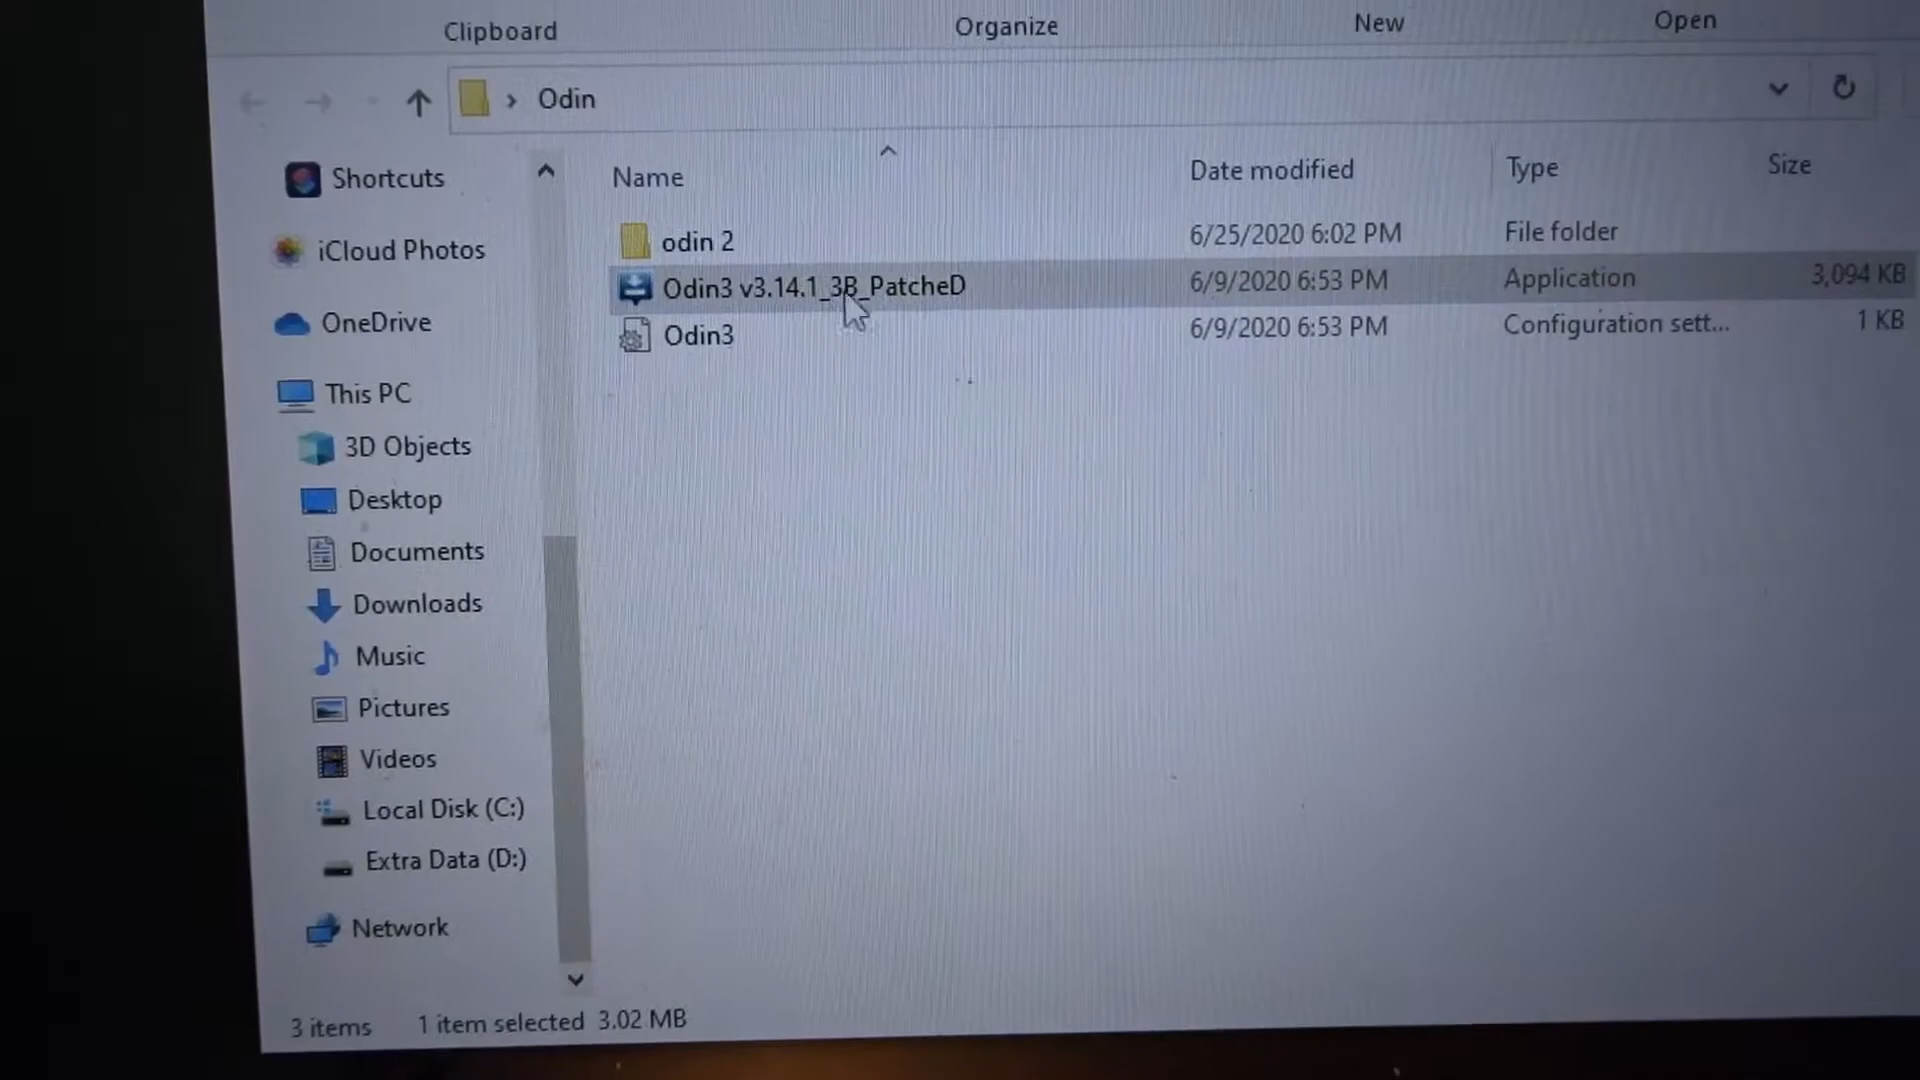 Clipboard Organize New Open
Odin
Shortcuts
iCloud Photos
OneDrive
This PC
3D Objects
Desktop
Documents
Downloads
Music
Pictures
Videos
Local Disk (C:)
Extra Data (D:)
Network
Name Date modified Type Size
odin 2 6/25/2020 6:02 PM File folder
Odin3 v3.14.1_3B_PatcheD 6/9/2020 6:53 PM Application 3,094 KB
Odin3 6/9/2020 6:53 PM Configuration sett... 1 KB
3 items 1 item selected 3.02 MB